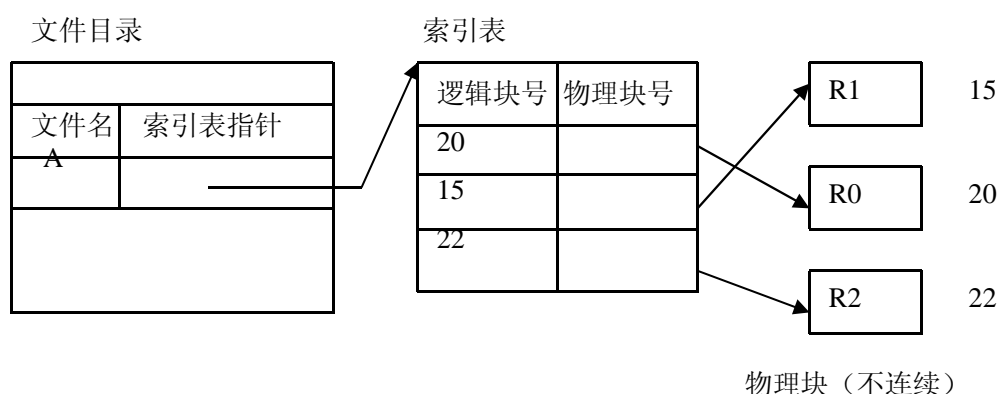 文件目录
索引表
文件名 索引表指针
A
逻辑块号 物理块号
20
15
22
R1 15
R0 20
R2 22
物理块（不连续）